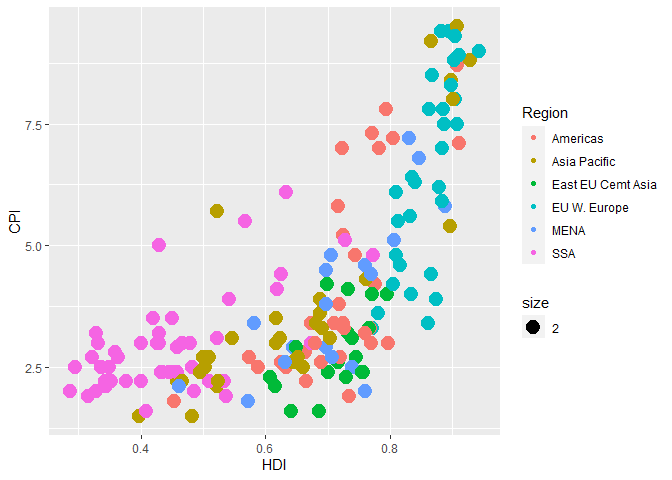 7.5
5.0
2.5
CPI
0.4
0.6
0.8
HDI
Region
Americas
Asia Pacific
East EU Cemt Asia
EU W. Europe
MENA
SSA
size
2